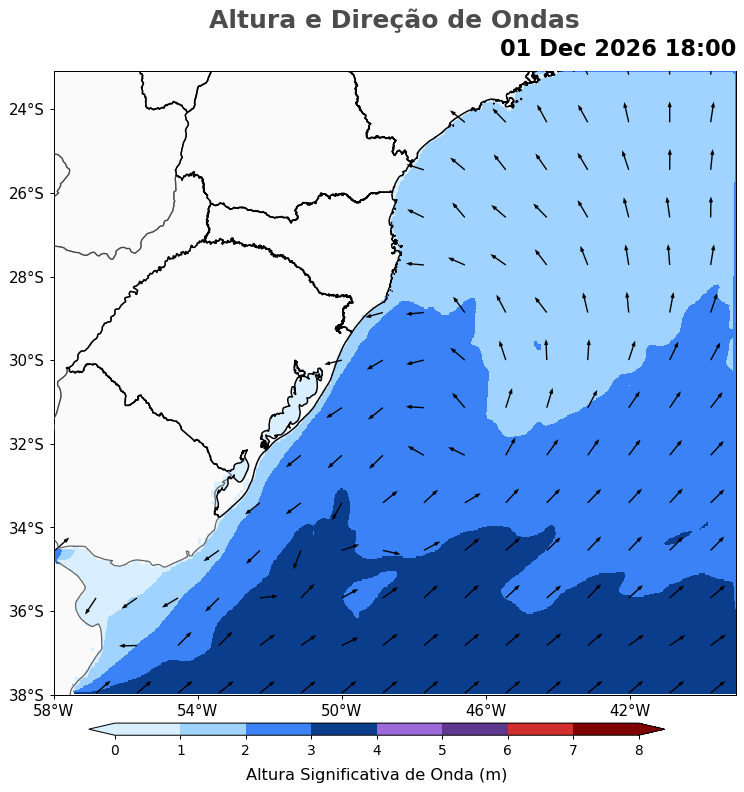 Altura e Direção de Ondas
01 Dec 2026 18:00
24°S
26°S
28°S
30°S
32°S
34°S
36°S
38°S
58°W 54°W 50°W 46°W 42°W
0 1 2 3 4 5 6 7 8
Altura Significativa de Onda (m)